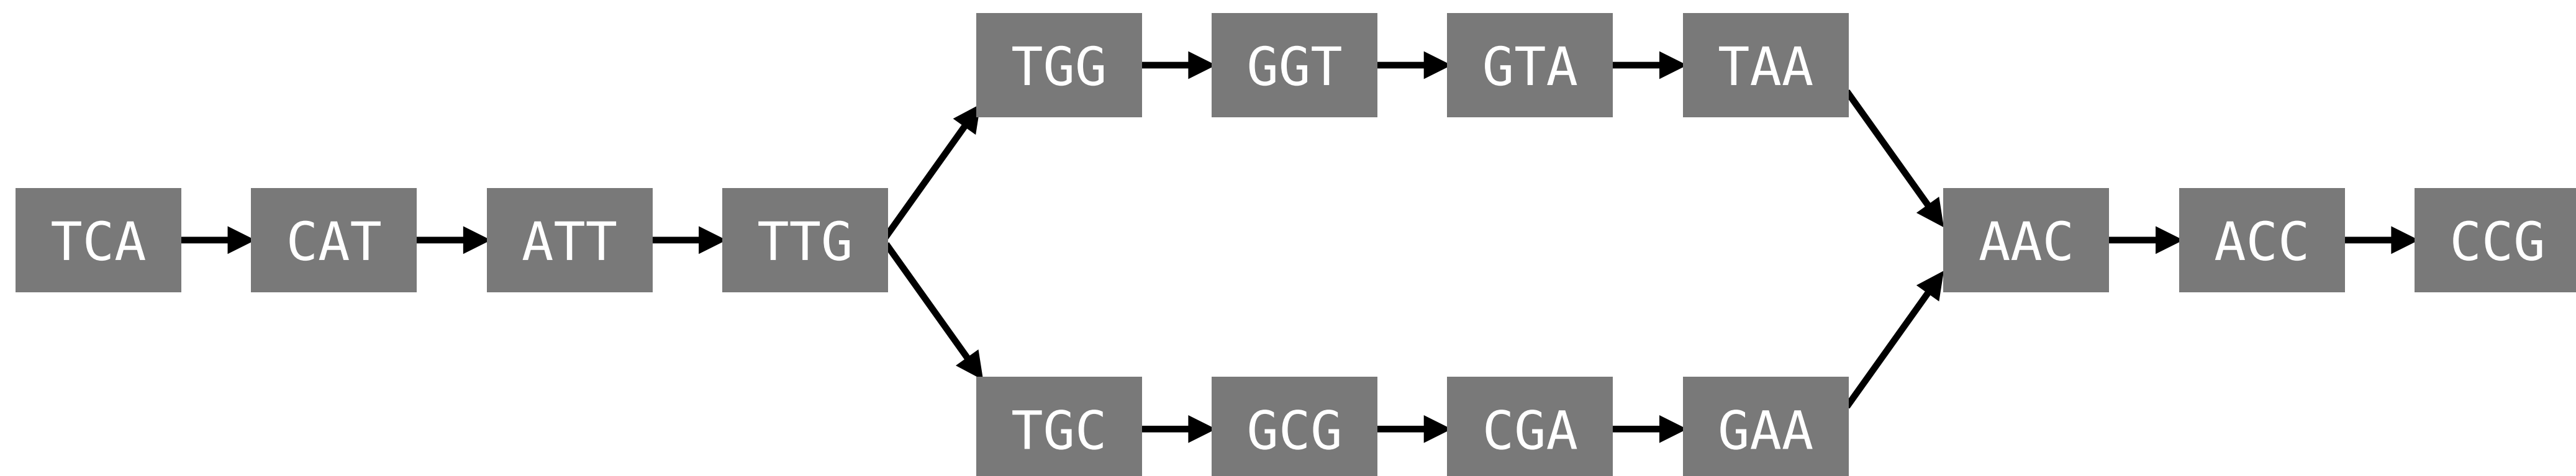 TGG GGT GTA TAA
TCA CAT ATT TTG AAC ACC CCG
TGC GCG CGA GAA